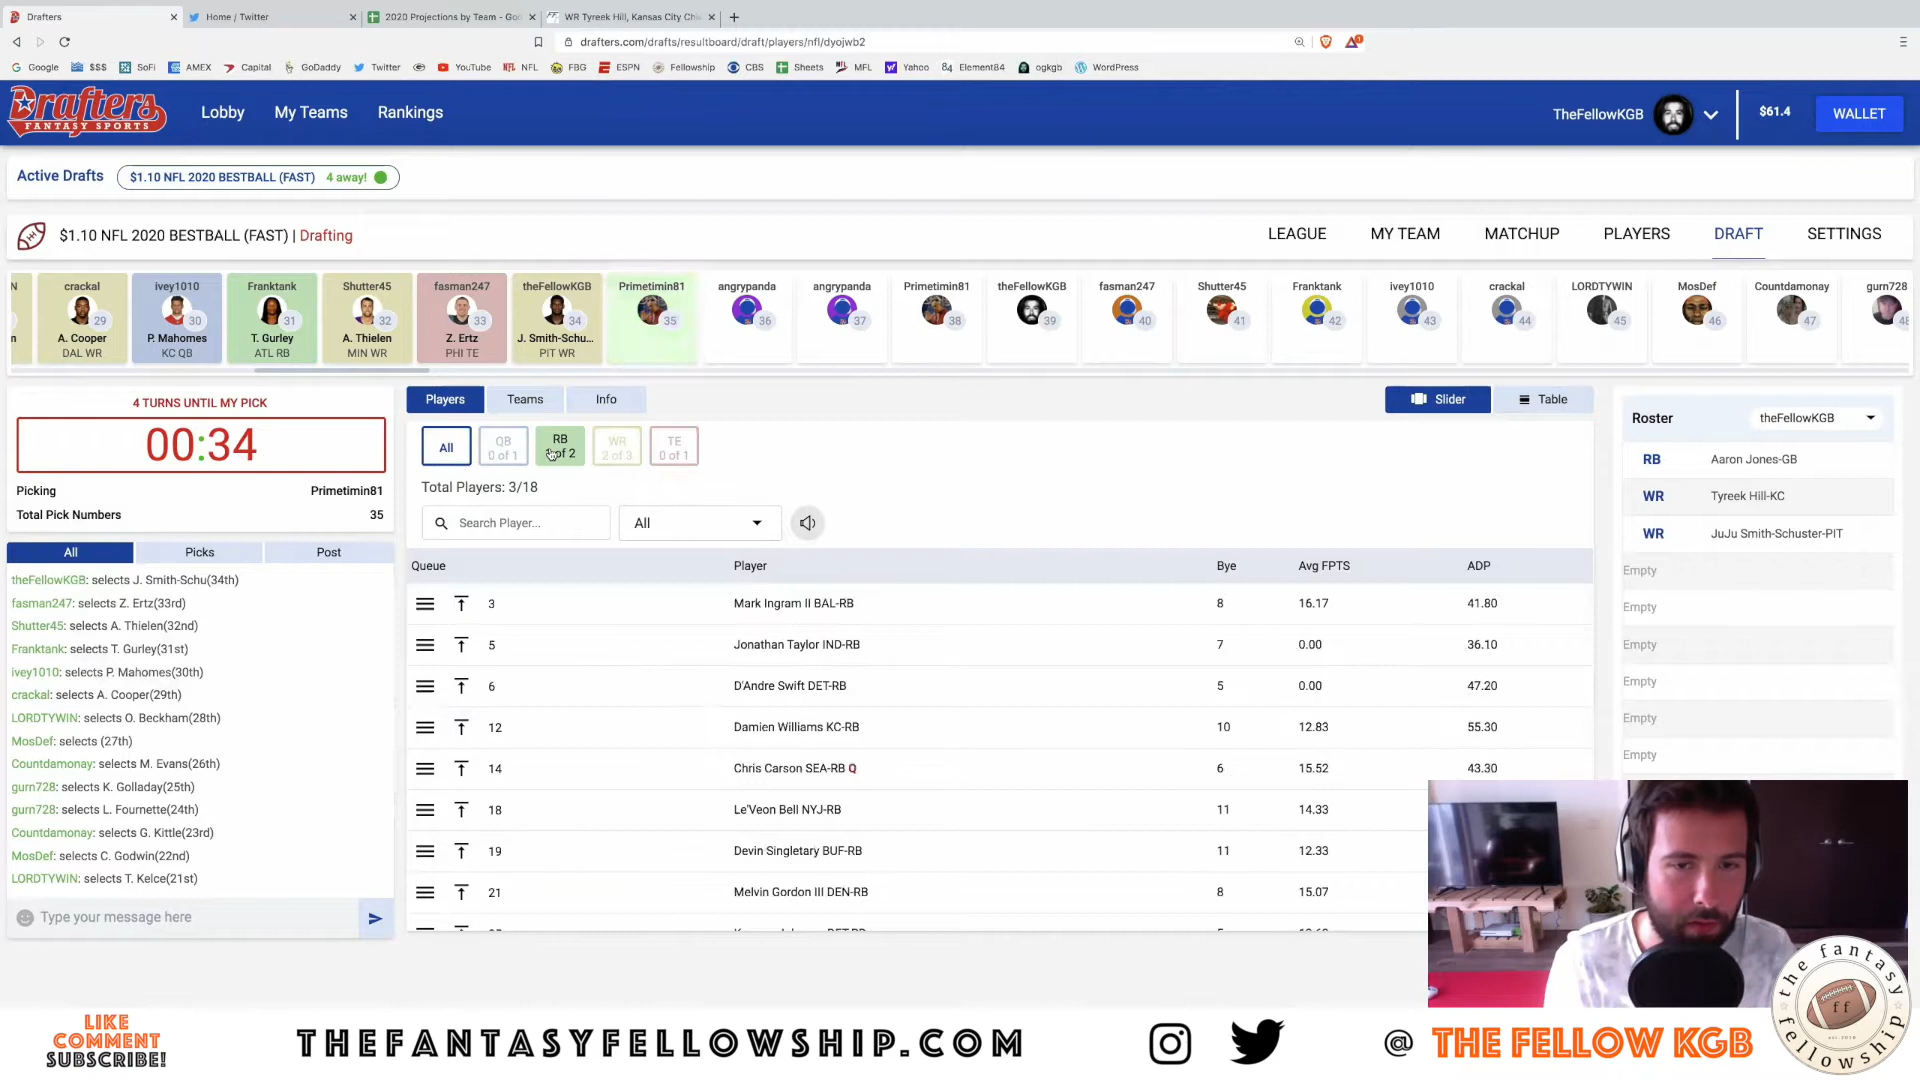 Drafters
Home / Twitter
2020 Projections by Team - Go
WR Tyreek Hill, Kansas City Chi
drafters.com/drafts/resultboard/draft/players/nfl/dyojwb2
Google
$$$
SoFi
AMEX
Capital
GoDaddy
Twitter
YouTube
NFL
FBG
ESPN
Fellowship
CBS
Sheets
MFL
Yahoo
Element84
ogkgb
WordPress
Drafters
FANTASY SPORTS
Lobby
My Teams
Rankings
TheFellowKGB
$61.4
WALLET
Active Drafts
$1.10 NFL 2020 BESTBALL (FAST) 4 away!
$1.10 NFL 2020 BESTBALL (FAST) | Drafting
LEAGUE
MY TEAM
MATCHUP
PLAYERS
DRAFT
SETTINGS
crackal
29
A. Cooper
DAL WR
ivey1010
30
P. Mahomes
KC QB
Franktank
31
T. Gurley
ATL RB
Shutter45
32
A. Thielen
MIN WR
fasman247
33
Z. Ertz
PHI TE
theFellowKGB
34
J. Smith-Schu...
PIT WR
Primetimin81
35
angrypanda
36
angrypanda
37
Primetimin81
38
theFellowKGB
39
fasman247
40
Shutter45
41
Franktank
42
ivey1010
43
crackal
44
LORDTYWIN
45
MosDef
46
Countdamonay
47
gurn728
48
4 TURNS UNTIL MY PICK
00:34
Picking Primetimin81
Total Pick Numbers 35
All
Picks
Post
theFellowKGB: selects J. Smith-Schu(34th)
fasman247: selects Z. Ertz(33rd)
Shutter45: selects A. Thielen(32nd)
Franktank: selects T. Gurley(31st)
ivey1010: selects P. Mahomes(30th)
crackal: selects A. Cooper(29th)
LORDTYWIN: selects O. Beckham(28th)
MosDef: selects (27th)
Countdamonay: selects M. Evans(26th)
gurn728: selects K. Golladay(25th)
gurn728: selects L. Fournette(24th)
Countdamonay: selects G. Kittle(23rd)
MosDef: selects C. Godwin(22nd)
LORDTYWIN: selects T. Kelce(21st)
Type your message here
Players
Teams
Info
Slider
Table
All
QB
0 of 1
RB
of 2
WR
2 of 3
TE
0 of 1
Total Players: 3/18
Search Player...
All
Queue Player Bye Avg FPTS ADP
3 Mark Ingram II BAL-RB 8 16.17 41.80
5 Jonathan Taylor IND-RB 7 0.00 36.10
6 D'Andre Swift DET-RB 5 0.00 47.20
12 Damien Williams KC-RB 10 12.83 55.30
14 Chris Carson SEA-RB Q 6 15.52 43.30
18 Le'Veon Bell NYJ-RB 11 14.33
19 Devin Singletary BUF-RB 11 12.33
21 Melvin Gordon III DEN-RB 8 15.07
Roster
theFellowKGB
RB Aaron Jones-GB
WR Tyreek Hill-KC
WR JuJu Smith-Schuster-PIT
Empty
Empty
Empty
Empty
Empty
Empty
LIKE
COMMENT
SUBSCRIBE!
THEFANTASYFELLOWSHIP.COM
@ THE FELLOW KGB
the fantasy
ff
fellowship